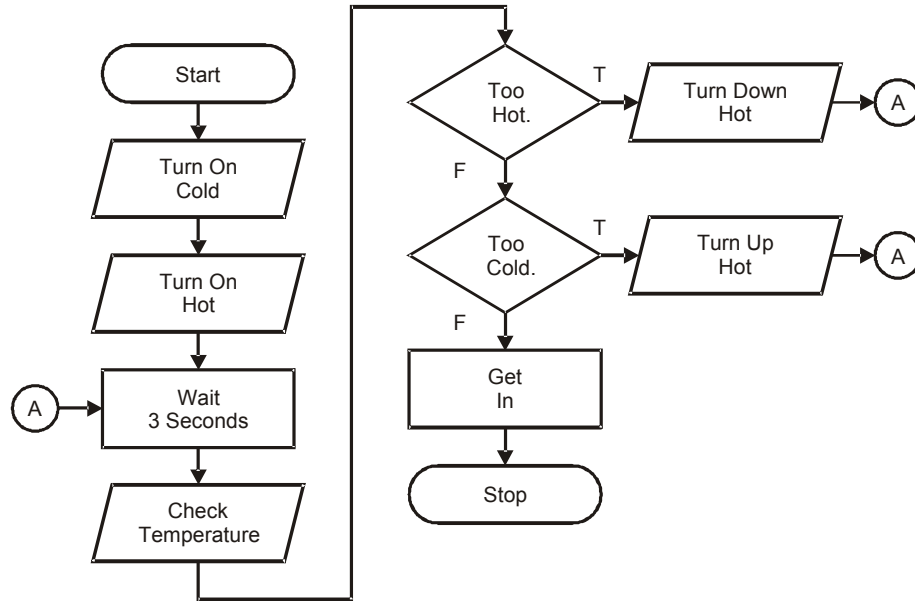 Start
Turn On
Cold
Turn On
Hot
A
Wait
3 Seconds
Check
Temperature
Too
Hot.
T
Turn Down
Hot
A
F
Too
Cold.
T
Turn Up
Hot
A
F
Get
In
Stop